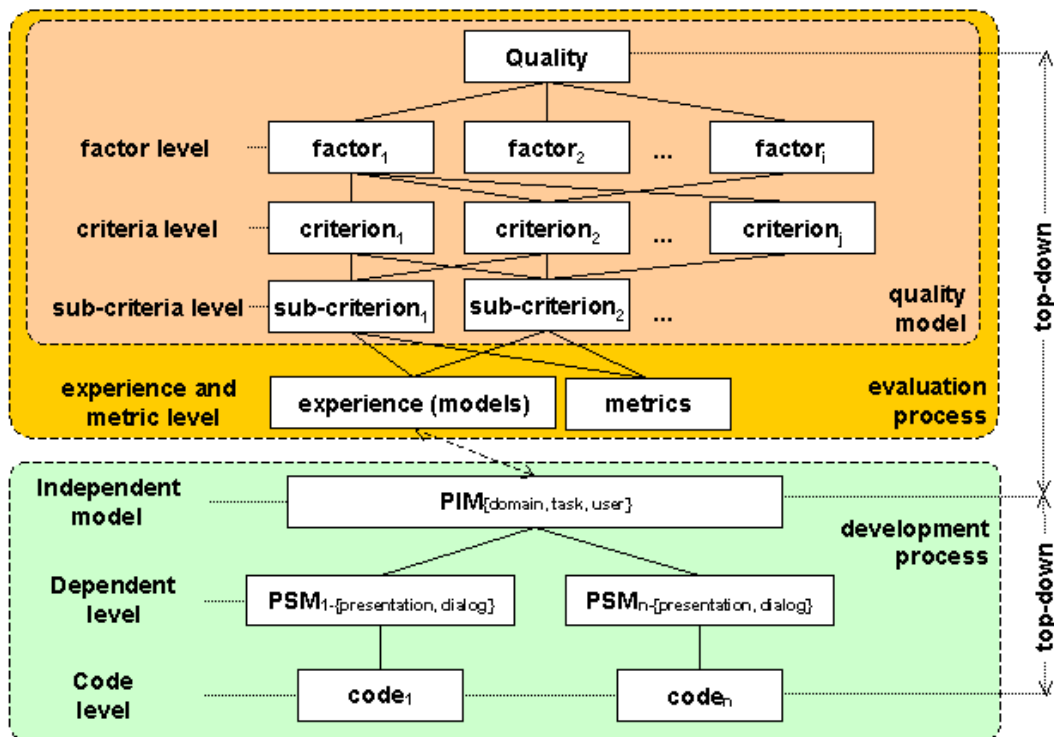 Quality
factor level
factor1
factor2
...
factori
criteria level
criterion1
criterion2
...
criterionj
sub-criteria level
sub-criterion1
sub-criterion2
...
quality
model
experience and
metric level
experience (models)
metrics
evaluation
process
top-down
Independent
model
PIM{domain, task, user}
development
process
Dependent
level
PSM1-{presentation, dialog}
PSMn-{presentation, dialog}
top-down
Code
level
code1
coden